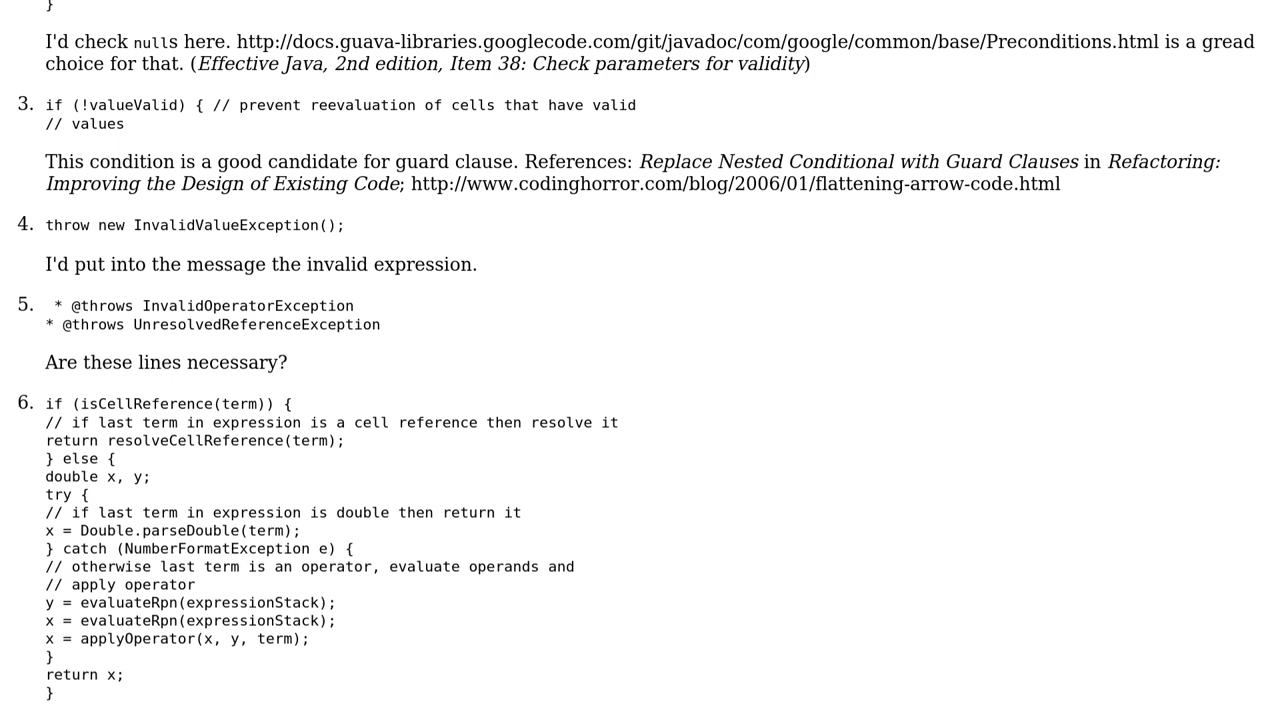 }
I'd check nulls here. http://docs.guava-libraries.googlecode.com/git/javadoc/com/google/common/base/Preconditions.html is a gread
choice for that. (Effective Java, 2nd edition, Item 38: Check parameters for validity)
3. if (!valueValid) { // prevent reevaluation of cells that have valid
// values
This condition is a good candidate for guard clause. References: Replace Nested Conditional with Guard Clauses in Refactoring:
Improving the Design of Existing Code; http://www.codinghorror.com/blog/2006/01/flattening-arrow-code.html
4. throw new InvalidValueException();
I'd put into the message the invalid expression.
5. * @throws InvalidOperatorException
* @throws UnresolvedReferenceException
Are these lines necessary?
6. if (isCellReference(term)) {
// if last term in expression is a cell reference then resolve it
return resolveCellReference(term);
} else {
double x, y;
try {
// if last term in expression is double then return it
x = Double.parseDouble(term);
} catch (NumberFormatException e) {
// otherwise last term is an operator, evaluate operands and
// apply operator
y = evaluateRpn(expressionStack);
x = evaluateRpn(expressionStack);
x = applyOperator(x, y, term);
}
return x;
}